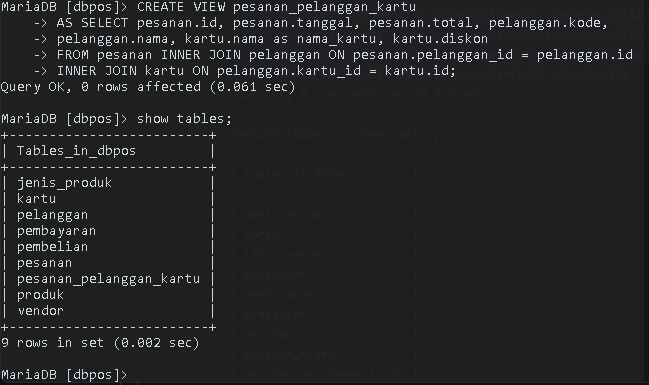 MariaDB [dbpos]> CREATE VIEW pesanan_pelanggan_kartu
    -> AS SELECT pesanan.id, pesanan.tanggal, pesanan.total, pelanggan.kode,
    -> pelanggan.nama, kartu.nama as nama_kartu, kartu.diskon
    -> FROM pesanan INNER JOIN pelanggan ON pesanan.pelanggan_id = pelanggan.id
    -> INNER JOIN kartu ON pelanggan.kartu_id = kartu.id;
Query OK, 0 rows affected (0.061 sec)
MariaDB [dbpos]> show tables;
+-------------------------+
| Tables_in_dbpos         |
+-------------------------+
| jenis_produk            |
| kartu                   |
| pelanggan               |
| pembayaran              |
| pembelian               |
| pesanan                 |
| pesanan_pelanggan_kartu |
| produk                  |
| vendor                  |
+-------------------------+
9 rows in set (0.002 sec)
MariaDB [dbpos]>